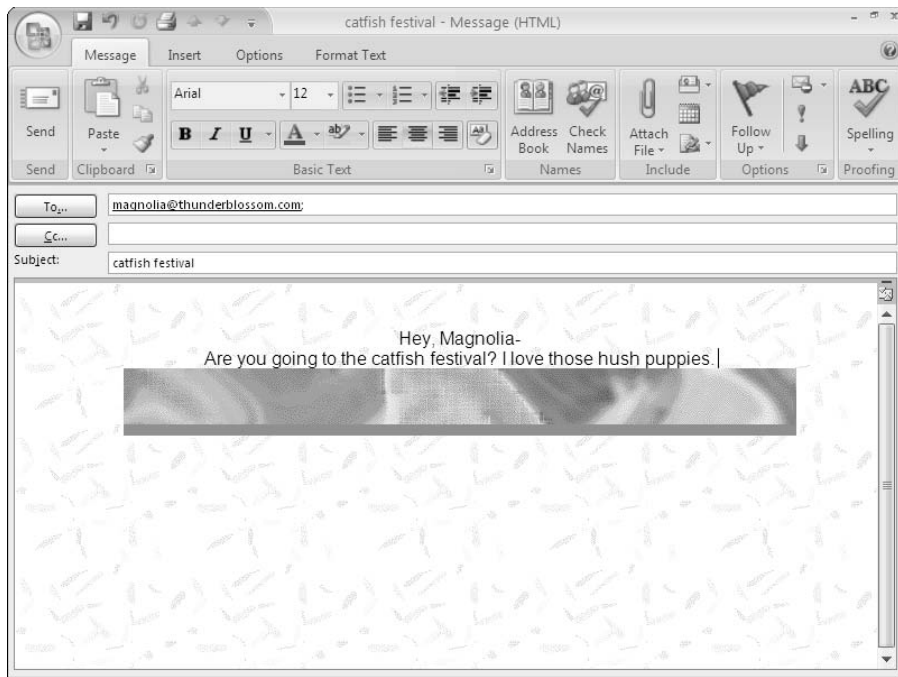 catfish festival - Message (HTML)
Message Insert Options Format Text
Arial 12
Send Paste B I U A ab Address Book Check Names Attach File Follow Up ABC Spelling
Send Clipboard Basic Text Names Include Options Proofing
To... magnolia@thunderblossom.com;
Cc...
Subject: catfish festival
Hey, Magnolia-
Are you going to the catfish festival? I love those hush puppies.